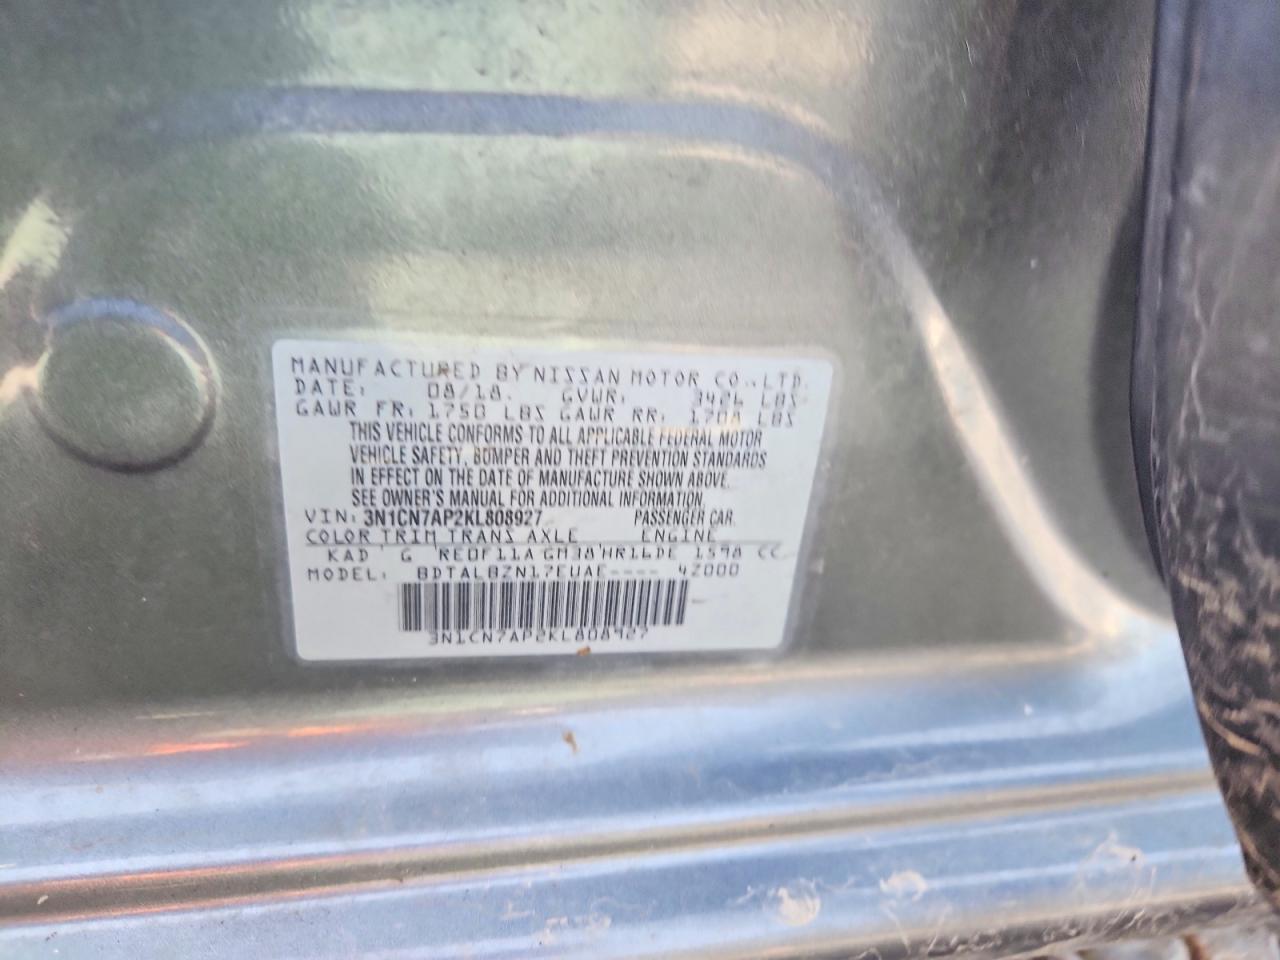 MANUFACTURED BY NISSAN MOTOR CO., LTD.
DATE: 08/18. GVWR: 3426 LBS
GAWR FR: 1750 LBS GAWR RR: 1708 LBS
THIS VEHICLE CONFORMS TO ALL APPLICABLE FEDERAL MOTOR
VEHICLE SAFETY, BUMPER AND THEFT PREVENTION STANDARDS
IN EFFECT ON THE DATE OF MANUFACTURE SHOWN ABOVE.
SEE OWNER'S MANUAL FOR ADDITIONAL INFORMATION.
VIN: 3N1CN7AP2KL808927 PASSENGER CAR.
COLOR TRIM TRANS AXLE ENGINE
KAD G RE0F11A GM38 HR16DE 1598 CC
MODEL: BDTALBZN17EUAE---- 4Z000
3N1CN7AP2KL808927